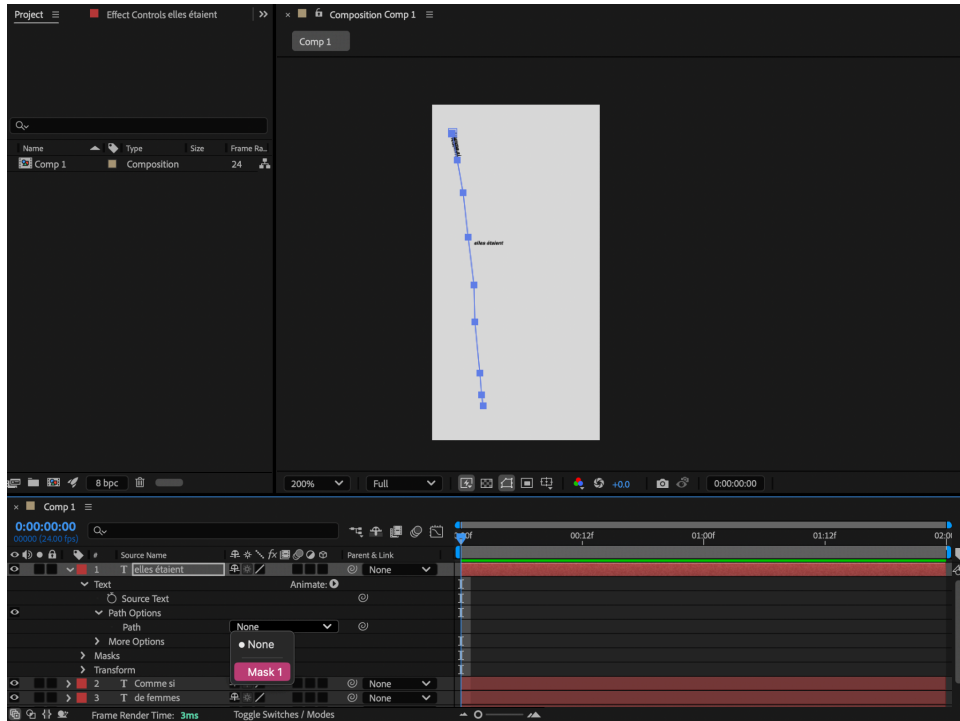 Project
Effect Controls elles étaient
Composition Comp 1
Comp 1
Name Type Size Frame Ra..
Comp 1 Composition 24
elles étaient
8 bpc
200% Full +0.0 0:00:00:00
Comp 1
0:00:00:00
00000 (24.00 fps)
# Source Name Parent & Link
00:12f 01:00f 01:12f
1 T elles étaient None
Text Animate:
Source Text
Path Options
Path None
None
More Options
Masks
Mask 1
Transform
2 T Comme si None
3 T de femmes None
Frame Render Time: 3ms Toggle Switches / Modes